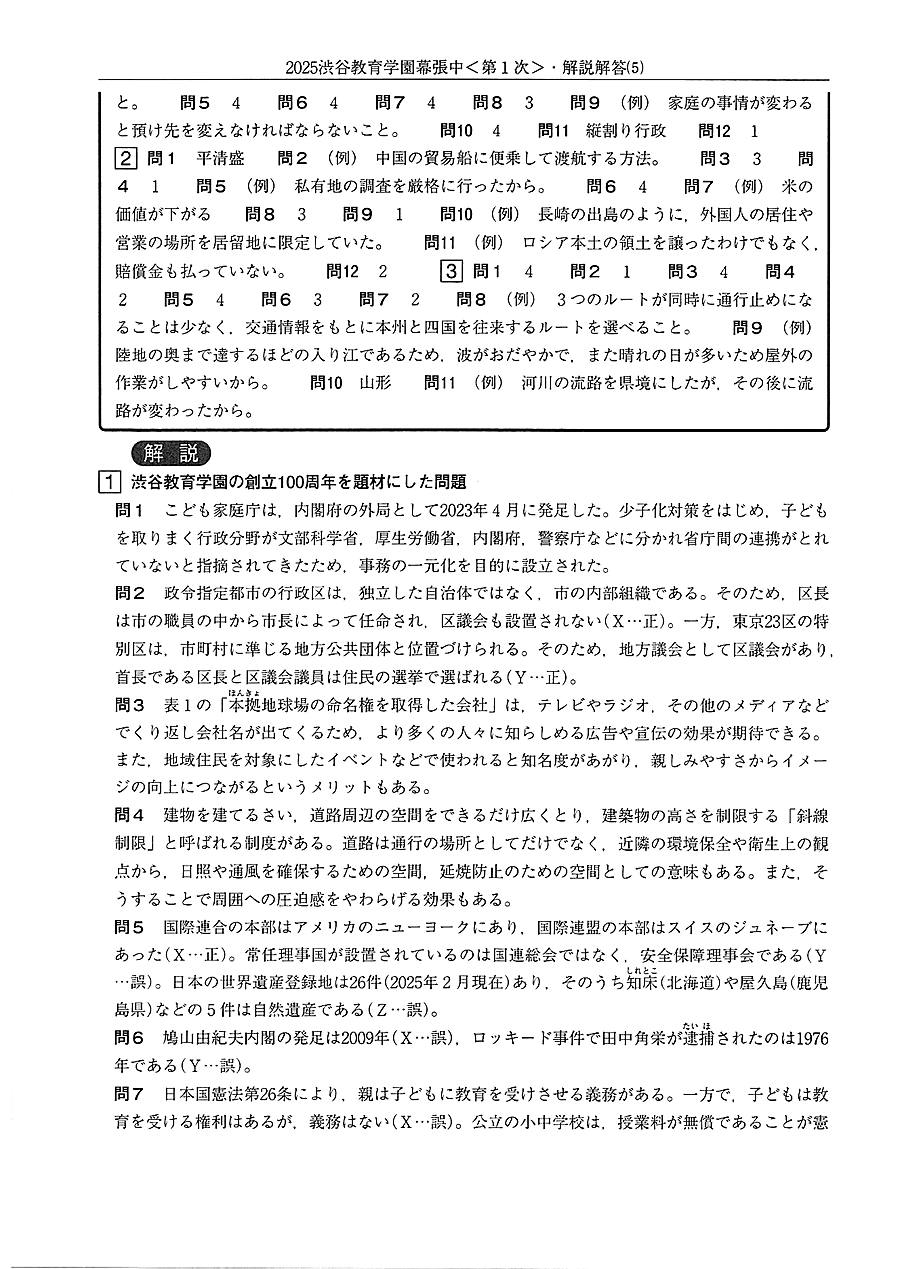 2025渋谷教育学園幕張中＜第１次＞・解説解答(5)
と。　問５　4　問６　4　問７　4　問８　3　問９　（例）　家庭の事情が変わる
と預け先を変えなければならないこと。　問10　4　問11　縦割り行政　問12　1
２　問１　平清盛　問２　（例）　中国の貿易船に便乗して渡航する方法。　問３　3　問
４　1　問５　（例）　私有地の調査を厳格に行ったから。　問６　4　問７　（例）　米の
価値が下がる　問８　3　問９　1　問10　（例）　長崎の出島のように，外国人の居住や
営業の場所を居留地に限定していた。　問11　（例）　ロシア本土の領土を譲ったわけでもなく，
賠償金も払っていない。　問12　2　３　問１　4　問２　1　問３　4　問４
2　問５　4　問６　3　問７　2　問８　（例）　３つのルートが同時に通行止めにな
ることは少なく，交通情報をもとに本州と四国を往来するルートを選べること。　問９　（例）
陸地の奥まで達するほどの入り江であるため，波がおだやかで，また晴れの日が多いため屋外の
作業がしやすいから。　問10　山形　問11　（例）　河川の流路を県境にしたが，その後に流
路が変わったから。
解　説
１　渋谷教育学園の創立100周年を題材にした問題
問１　こども家庭庁は，内閣府の外局として2023年４月に発足した。少子化対策をはじめ，子ども
を取りまく行政分野が文部科学省，厚生労働省，内閣府，警察庁などに分かれ省庁間の連携がとれ
ていないと指摘されてきたため，事務の一元化を目的に設立された。
問２　政令指定都市の行政区は，独立した自治体ではなく，市の内部組織である。そのため，区長
は市の職員の中から市長によって任命され，区議会も設置されない(Ｘ…正)。一方，東京23区の特
別区は，市町村に準じる地方公共団体と位置づけられる。そのため，地方議会として区議会があり，
首長である区長と区議会議員は住民の選挙で選ばれる(Ｙ…正)。
ほんきょ
問３　表１の「本拠地球場の命名権を取得した会社」は，テレビやラジオ，その他のメディアなど
でくり返し会社名が出てくるため，より多くの人々に知らしめる広告や宣伝の効果が期待できる。
また，地域住民を対象にしたイベントなどで使われると知名度があがり，親しみやすさからイメー
ジの向上につながるというメリットもある。
問４　建物を建てるさい，道路周辺の空間をできるだけ広くとり，建築物の高さを制限する「斜線
制限」と呼ばれる制度がある。道路は通行の場所としてだけでなく，近隣の環境保全や衛生上の観
点から，日照や通風を確保するための空間，延焼防止のための空間としての意味もある。また，そ
うすることで周囲への圧迫感をやわらげる効果もある。
問５　国際連合の本部はアメリカのニューヨークにあり，国際連盟の本部はスイスのジュネーブに
あった(Ｘ…正)。常任理事国が設置されているのは国連総会ではなく，安全保障理事会である(Ｙ
しれとこ
…誤)。日本の世界遺産登録地は26件(2025年２月現在)あり，そのうち知床(北海道)や屋久島(鹿児
島県)などの５件は自然遺産である(Ｚ…誤)。
たいほ
問６　鳩山由紀夫内閣の発足は2009年(Ｘ…誤)，ロッキード事件で田中角栄が逮捕されたのは1976
年である(Ｙ…誤)。
問７　日本国憲法第26条により，親は子どもに教育を受けさせる義務がある。一方で，子どもは教
育を受ける権利はあるが，義務はない(Ｘ…誤)。公立の小中学校は，授業料が無償であることが憲